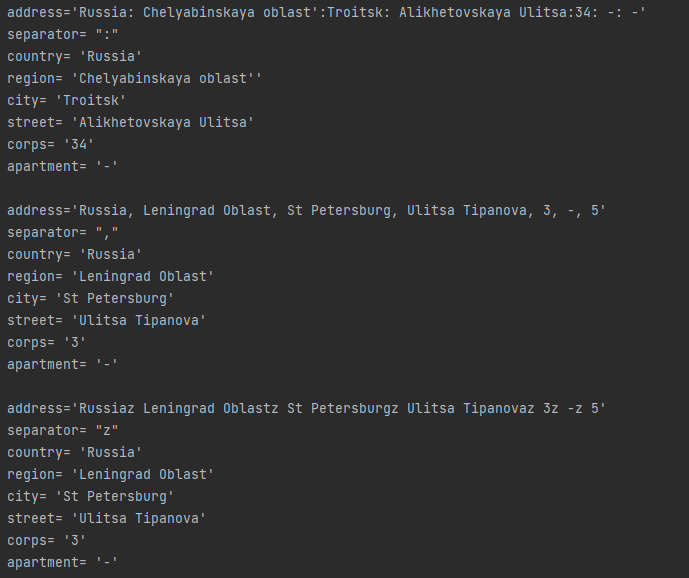 address='Russia: Chelyabinskaya oblast':Troitsk: Alikhetovskaya Ulitsa:34: -: -'
separator= ":"
country= 'Russia'
region= 'Chelyabinskaya oblast''
city= 'Troitsk'
street= 'Alikhetovskaya Ulitsa'
corps= '34'
apartment= '-'

address='Russia, Leningrad Oblast, St Petersburg, Ulitsa Tipanova, 3, -, 5'
separator= ","
country= 'Russia'
region= 'Leningrad Oblast'
city= 'St Petersburg'
street= 'Ulitsa Tipanova'
corps= '3'
apartment= '-'

address='Russiaz Leningrad Oblastz St Petersburgz Ulitsa Tipanovaz 3z -z 5'
separator= "z"
country= 'Russia'
region= 'Leningrad Oblast'
city= 'St Petersburg'
street= 'Ulitsa Tipanova'
corps= '3'
apartment= '-'